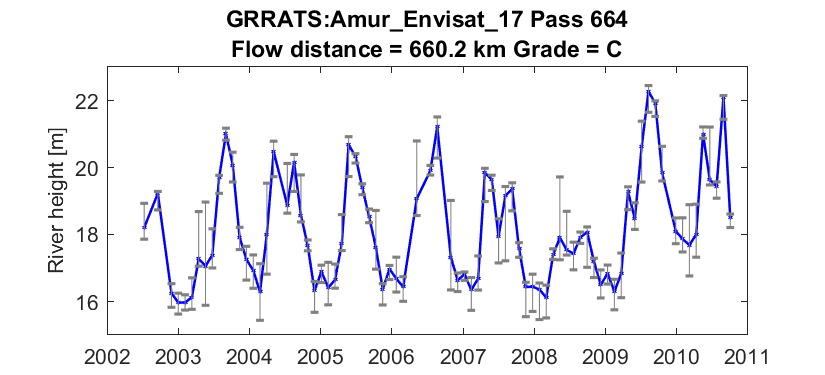 GRRATS:Amur_Envisat_17 Pass 664
Flow distance = 660.2 km Grade = C
River height [m]
22
20
18
16
2002 2003 2004 2005 2006 2007 2008 2009 2010 2011